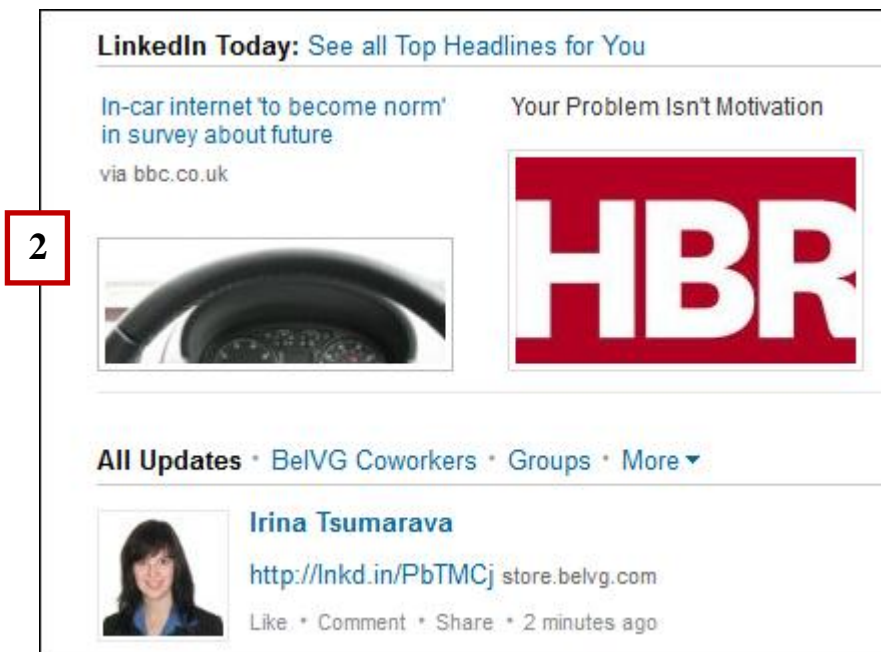 LinkedIn Today: See all Top Headlines for You
In-car internet 'to become norm'
in survey about future
via bbc.co.uk
Your Problem Isn't Motivation
HBR
2
All Updates • BelVG Coworkers • Groups • More
Irina Tsumarava
http://lnkd.in/PbTMCj store.belvg.com
Like • Comment • Share • 2 minutes ago